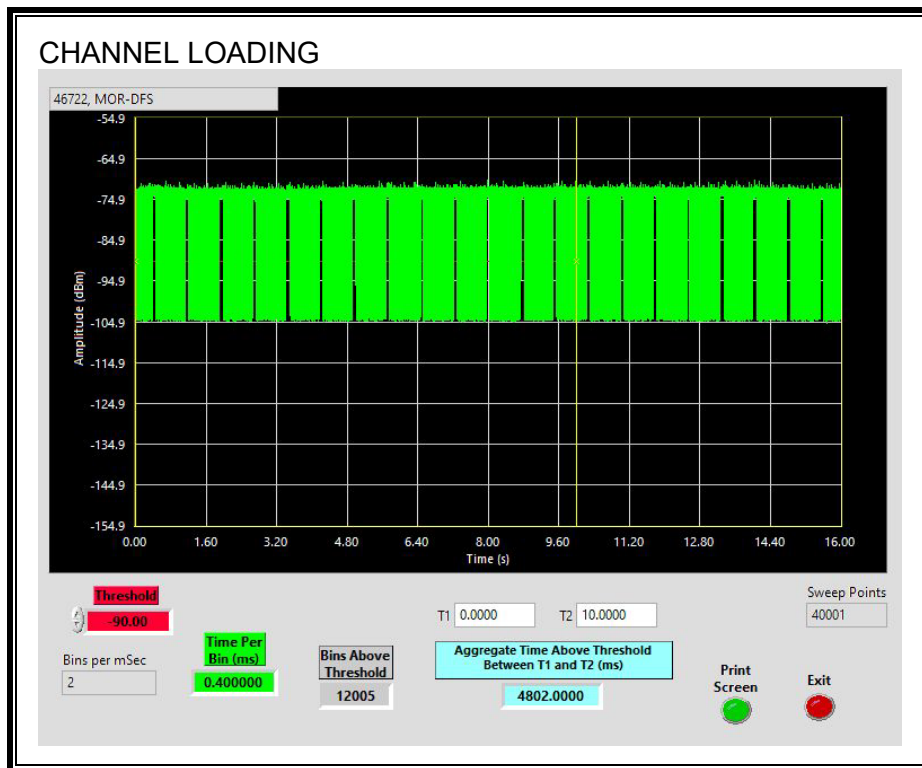 CHANNEL LOADING
46722, MOR-DFS
-54.9
-64.9
-74.9
-84.9
-94.9
-104.9
-114.9
-124.9
-134.9
-144.9
-154.9
Amplitude (dBm)
0.00 1.60 3.20 4.80 6.40 8.00 9.60 11.20 12.80 14.40 16.00
Time (s)
Threshold
-90.00
Bins per mSec
2
Time Per
Bin (ms)
0.400000
Bins Above
Threshold
12005
T1 0.0000 T2 10.0000
Aggregate Time Above Threshold
Between T1 and T2 (ms)
4802.0000
Sweep Points
40001
Print
Screen
Exit